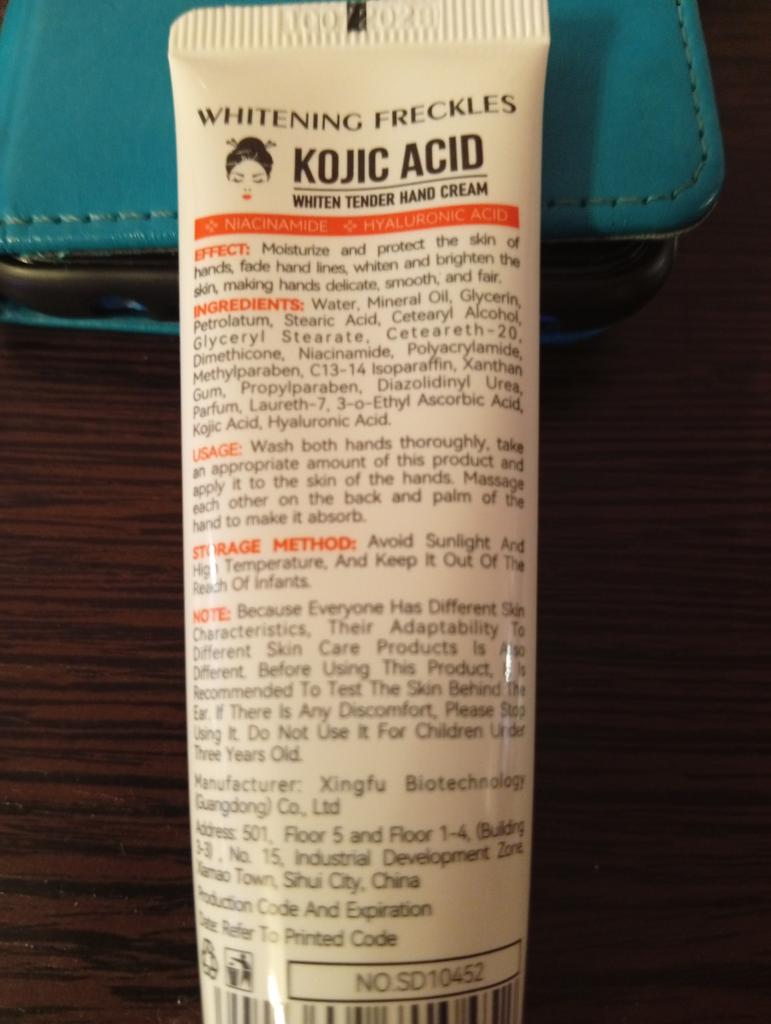 WHITENING FRECKLES
KOJIC ACID
WHITEN TENDER HAND CREAM
NIACINAMIDE HYALURONIC ACID
EFFECT: Moisturize and protect the skin of
hands, fade hand lines, whiten and brighten the
skin, making hands delicate, smooth, and fair.
INGREDIENTS: Water, Mineral Oil, Glycerin,
Petrolatum, Stearic Acid, Cetearyl Alcohol,
Glyceryl Stearate, Ceteareth-20,
Dimethicone, Niacinamide, Polyacrylamide,
Methylparaben, C13-14 Isoparaffin, Xanthan
Gum, Propylparaben, Diazolidinyl Urea,
Parfum, Laureth-7, 3-o-Ethyl Ascorbic Acid,
Kojic Acid, Hyaluronic Acid.
USAGE: Wash both hands thoroughly, take
an appropriate amount of this product and
apply it to the skin of the hands. Massage
each other on the back and palm of the
hand to make it absorb.
STORAGE METHOD: Avoid Sunlight And
High Temperature, And Keep It Out Of The
Reach Of Infants.
NOTE: Because Everyone Has Different Skin
Characteristics, Their Adaptability To
Different Skin Care Products Is Also
Different. Before Using This Product, Is
Recommended To Test The Skin Behind The
Ear. If There Is Any Discomfort, Please Stop
Using It. Do Not Use It For Children Under
Three Years Old.
Manufacturer: Xingfu Biotechnology
(Guangdong) Co., Ltd
Address: 501, Floor 5 and Floor 1-4, (Building
, No. 15, Industrial Development Zone,
Town, Sihui City, China
Production Code And Expiration
Date: Refer To Printed Code
NO.SD10452